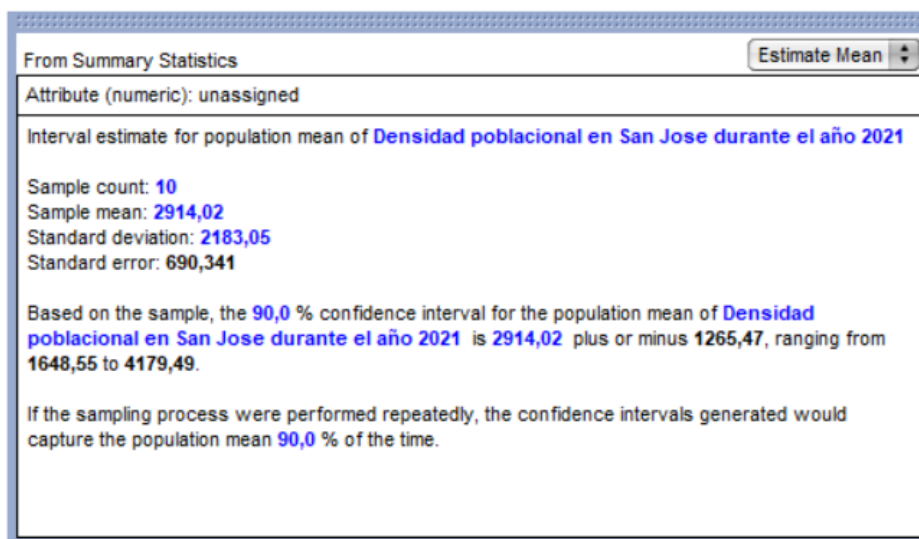 From Summary Statistics
Estimate Mean
Attribute (numeric): unassigned
Interval estimate for population mean of Densidad poblacional en San Jose durante el año 2021
Sample count: 10
Sample mean: 2914,02
Standard deviation: 2183,05
Standard error: 690,341
Based on the sample, the 90,0 % confidence interval for the population mean of Densidad
poblacional en San Jose durante el año 2021 is 2914,02 plus or minus 1265,47, ranging from
1648,55 to 4179,49.
If the sampling process were performed repeatedly, the confidence intervals generated would
capture the population mean 90,0 % of the time.